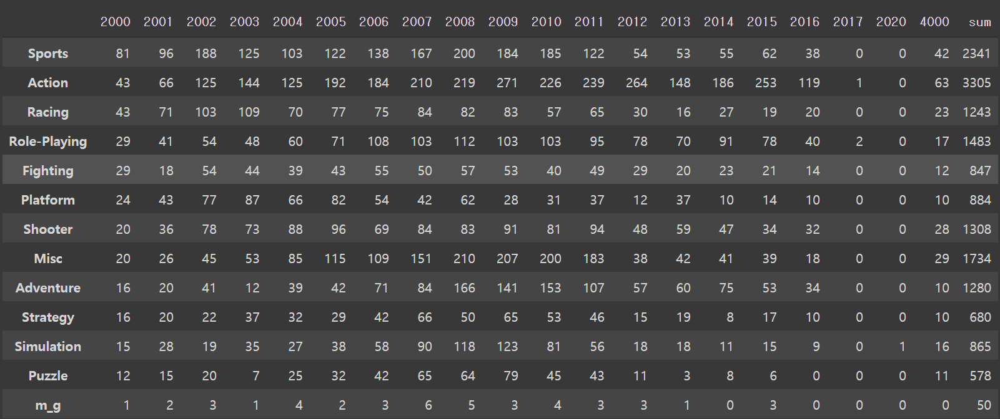 2000 2001 2002 2003 2004 2005 2006 2007 2008 2009 2010 2011 2012 2013 2014 2015 2016 2017 2020 4000 sum
Sports 81 96 188 125 103 122 138 167 200 184 185 122 54 53 55 62 38 0 0 42 2341
Action 43 66 125 144 125 192 184 210 219 271 226 239 264 148 186 253 119 1 0 63 3305
Racing 43 71 103 109 70 77 75 84 82 83 57 65 30 16 27 19 20 0 0 23 1243
Role-Playing 29 41 54 48 60 71 108 103 112 103 103 95 78 70 91 78 40 2 0 17 1483
Fighting 29 18 54 44 39 43 55 50 57 53 40 49 29 20 23 21 14 0 0 12 847
Platform 24 43 77 87 66 82 54 42 62 28 31 37 12 37 10 14 10 0 0 10 884
Shooter 20 36 78 73 88 96 69 84 83 91 81 94 48 59 47 34 32 0 0 28 1308
Misc 20 26 45 53 85 115 109 151 210 207 200 183 38 42 41 39 18 0 0 29 1734
Adventure 16 20 41 12 39 42 71 84 166 141 153 107 57 60 75 53 34 0 0 10 1280
Strategy 16 20 22 37 32 29 42 66 50 65 53 46 15 19 8 17 10 0 0 10 680
Simulation 15 28 19 35 27 38 58 90 118 123 81 56 18 18 11 15 9 0 1 16 865
Puzzle 12 15 20 7 25 32 42 65 64 79 45 43 11 3 8 6 0 0 0 11 578
m_g 1 2 3 1 4 2 3 6 5 3 4 3 3 1 0 3 0 0 0 0 50